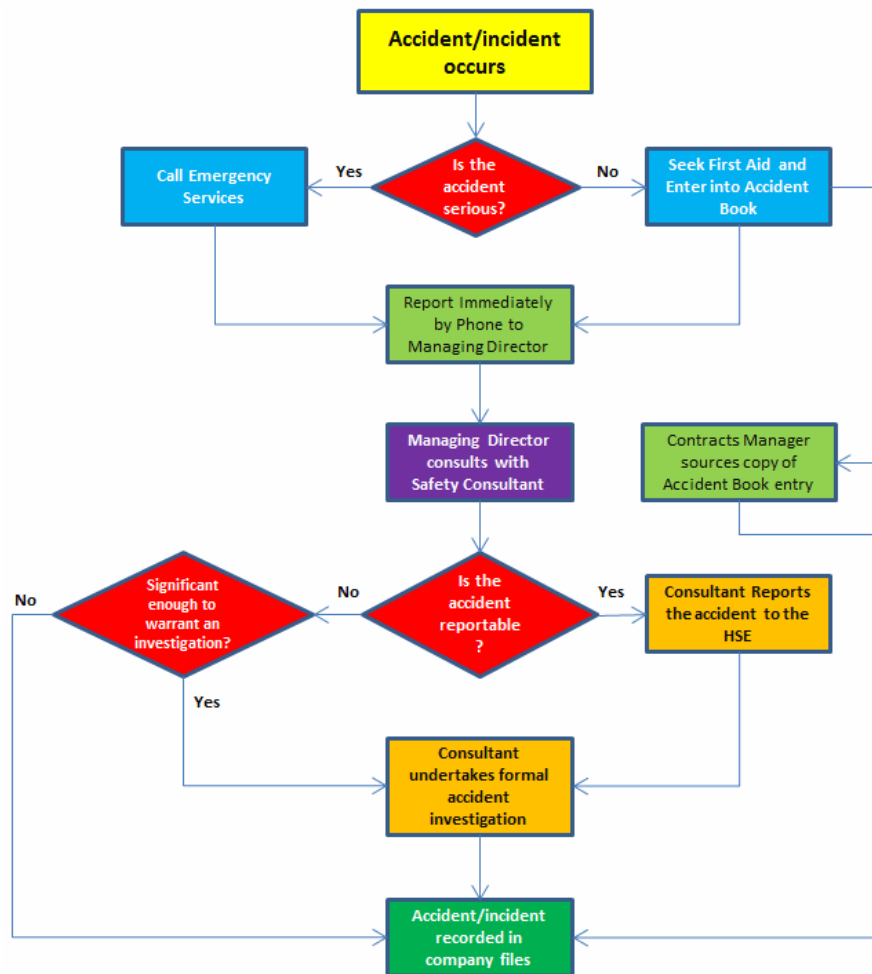 Accident/incident
occurs
Is the
accident
serious?
Yes
No
Call Emergency
Services
Seek First Aid and
Enter into Accident
Book
Report Immediately
by Phone to
Managing Director
Managing Director
consults with
Safety Consultant
Contracts Manager
sources copy of
Accident Book entry
Is the
accident
reportable
?
No
Yes
Significant
enough to
warrant an
investigation?
No
Yes
Consultant Reports
the accident to the
HSE
Consultant
undertakes formal
accident
investigation
Accident/incident
recorded in
company files